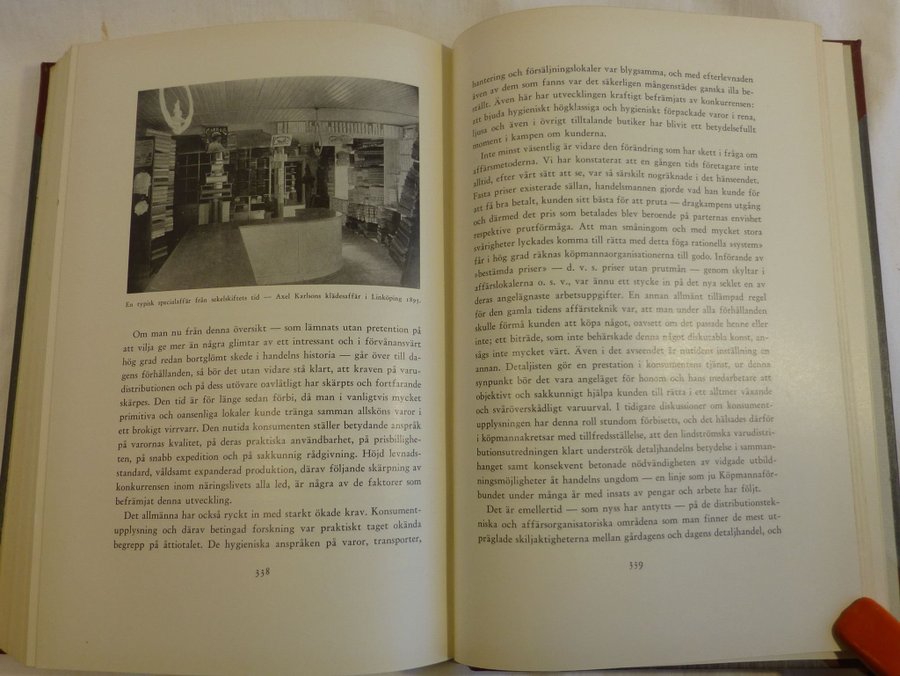 En typisk specialaffär från sekelskiftets tid — Axel Karlsons klädesaffär i Linköping 1895.
Om man nu från denna översikt — som lämnats utan pretention på
att vilja ge mer än några glimtar av ett intressant och i förvånansvärt
hög grad redan bortglömt skede i handelns historia — går över till da-
gens förhållanden, så bör det utan vidare stå klart, att kraven på varu-
distributionen och på dess utövare oavlåtligt har skärpts och fortfarande
skärpes. Den tid är för länge sedan förbi, då man i vanligtvis mycket
primitiva och oansenliga lokaler kunde tränga samman allsköns varor i
ett brokigt virrvarr. Den nutida konsumenten ställer betydande anspråk
på varornas kvalitet, på deras praktiska användbarhet, på prisbillighe-
ten, på snabb expedition och på sakkunnig rådgivning. Höjd levnads-
standard, våldsamt expanderad produktion, därav följande skärpning av
konkurrensen inom näringslivets alla led, är några av de faktorer som
befrämjat denna utveckling.
Det allmänna har också ryckt in med starkt ökade krav. Konsument-
upplysning och därav betingad forskning var praktiskt taget okända
begrepp på åttiotalet. De hygieniska anspråken på varor, transporter,
338
hantering och försäljningslokaler var blygsamma, och med efterlevnaden
även av dem som fanns var det säkerligen mångenstädes ganska illa be-
ställt. Även här har utvecklingen kraftigt befrämjats av konkurrensen:
att bjuda hygieniskt högklassiga och hygieniskt förpackade varor i rena,
ljusa och även i övrigt tilltalande butiker har blivit ett betydelsefullt
moment i kampen om kunderna.
Inte minst väsentlig är vidare den förändring som har skett i fråga om
affärsmetoderna. Vi har konstaterat att en gången tids företagare inte
alltid, efter vårt sätt att se, var så särskilt nogräknade i det hänseendet.
Fasta priser existerade sällan, handelsmannen gjorde vad han kunde för
att få bra betalt, kunden sitt bästa för att pruta — dragkampens utgång
och därmed det pris som betalades blev beroende på parternas envishet
respektive prutförmåga. Att man småningom och med mycket stora
svårigheter lyckades komma till rätta med detta föga rationella »system»
får i hög grad räknas köpmannaorganisationerna till godo. Införande av
»bestämda priser» — d. v. s. priser utan prutmån — genom skyltar i
affärslokalerna o. s. v., var ännu ett stycke in på det nya seklet en av
deras angelägnaste arbetsuppgifter. En annan allmänt tillämpad regel
för den gamla tidens affärsteknik var, att man under alla förhållanden
skulle förmå kunden att köpa något, oavsett om det passade henne eller
inte; ett biträde, som inte behärskade denna något diskutabla konst, an-
sågs inte mycket värt. Även i det avseendet är nutidens inställning en
annan. Detaljisten gör en prestation i konsumentens tjänst, ur denna
synpunkt bör det vara angeläget för honom och hans medarbetare att
objektivt och sakkunnigt hjälpa kunden till rätta i ett alltmer växande
och svåröverskådligt varuurval. I tidigare diskussioner om konsument-
upplysningen har denna roll stundom förbisetts, och det hälsades därför
i köpmannakretsar med tillfredsställelse, att den lindströmska varudistri-
butionsutredningen klart underströk detaljhandelns betydelse i samman-
hanget samt konsekvent betonade nödvändigheten av vidgade utbild-
ningsmöjligheter åt handelns ungdom — en linje som ju Köpmannaför-
bundet under många år med insats av pengar och arbete har följt.
Det är emellertid — som nyss har antytts — på de distributionstek-
niska och affärsorganisatoriska områdena som man finner de mest ut-
präglade skiljaktigheterna mellan gårdagens och dagens detaljhandel, och
339